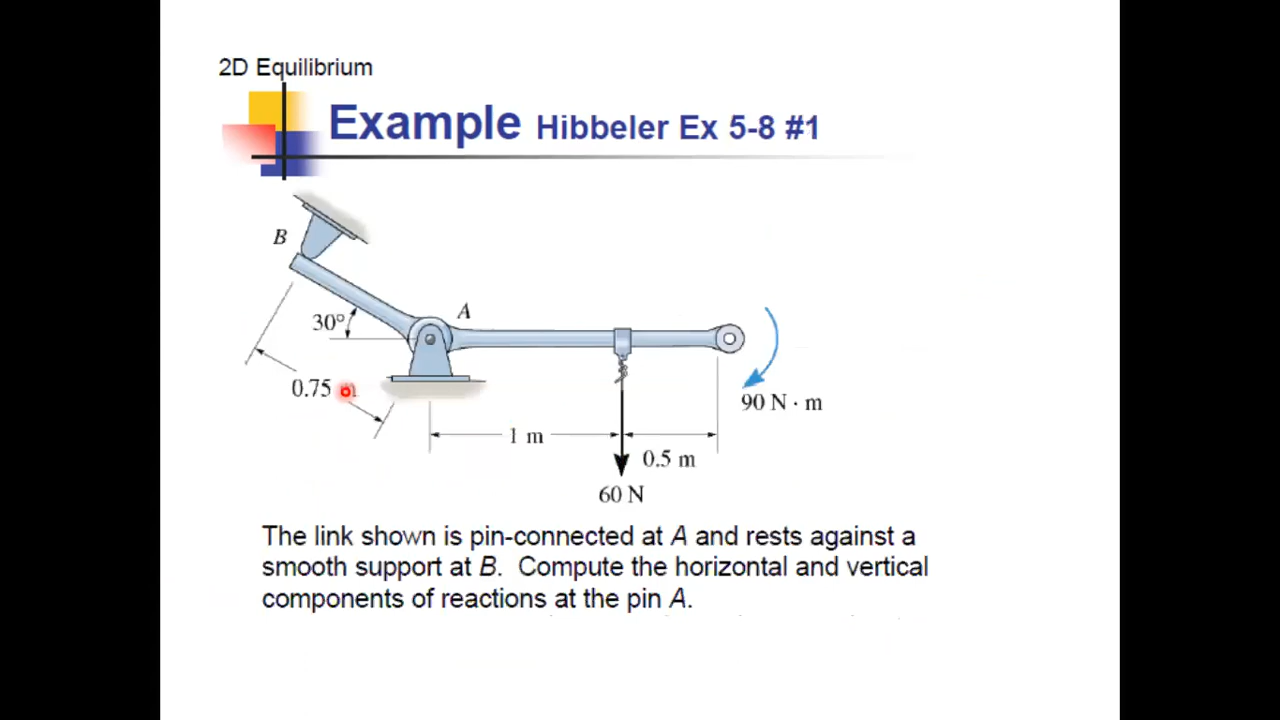 2D Equilibrium
Example Hibbeler Ex 5-8 #1
B
A
30°
0.75
90 N · m
1 m
0.5 m
60 N
The link shown is pin-connected at A and rests against a
smooth support at B. Compute the horizontal and vertical
components of reactions at the pin A.